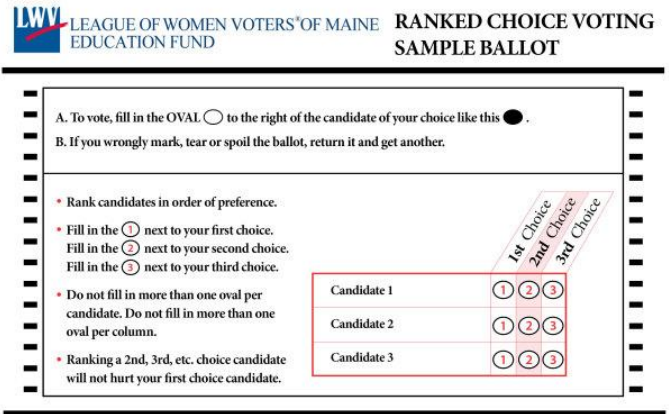 LWV
LEAGUE OF WOMEN VOTERS® OF MAINE
EDUCATION FUND
RANKED CHOICE VOTING
SAMPLE BALLOT
A. To vote, fill in the OVAL to the right of the candidate of your choice like this .
B. If you wrongly mark, tear or spoil the ballot, return it and get another.
• Rank candidates in order of preference.
• Fill in the 1 next to your first choice.
Fill in the 2 next to your second choice.
Fill in the 3 next to your third choice.
• Do not fill in more than one oval per
candidate. Do not fill in more than one
oval per column.
• Ranking a 2nd, 3rd, etc. choice candidate
will not hurt your first choice candidate.
1st Choice
2nd Choice
3rd Choice
Candidate 1 1 2 3
Candidate 2 1 2 3
Candidate 3 1 2 3